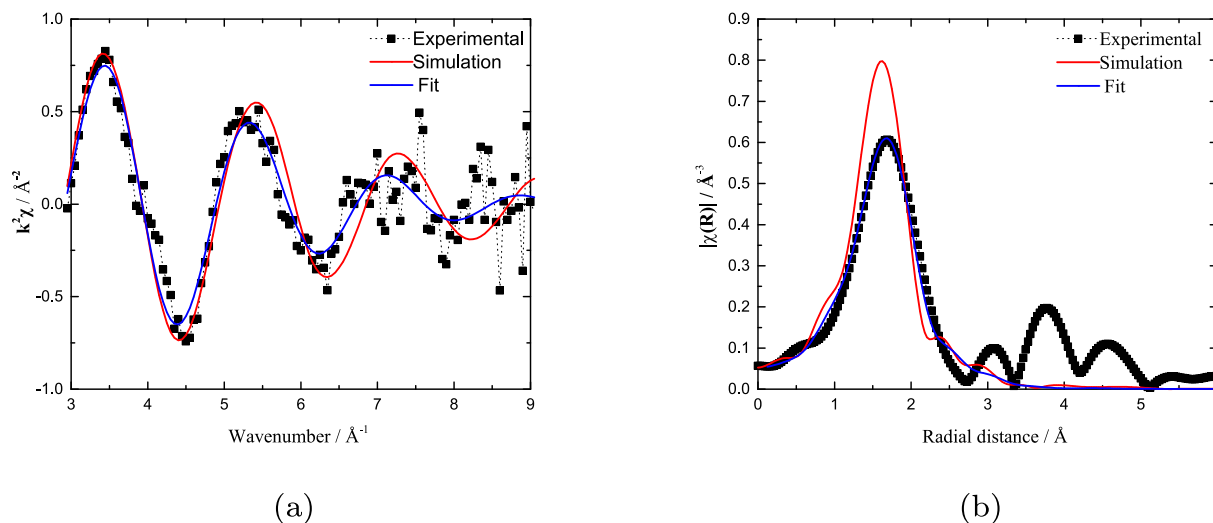 1.0
0.5
0.0
-0.5
-1.0
k²χ / Å⁻²
Experimental
Simulation
Fit
3 4 5 6 7 8 9
Wavenumber / Å⁻¹
(a)
0.9
0.8
0.7
0.6
0.5
0.4
0.3
0.2
0.1
0.0
|χ(R)| / Å⁻³
Experimental
Simulation
Fit
0 1 2 3 4 5
Radial distance / Å
(b)